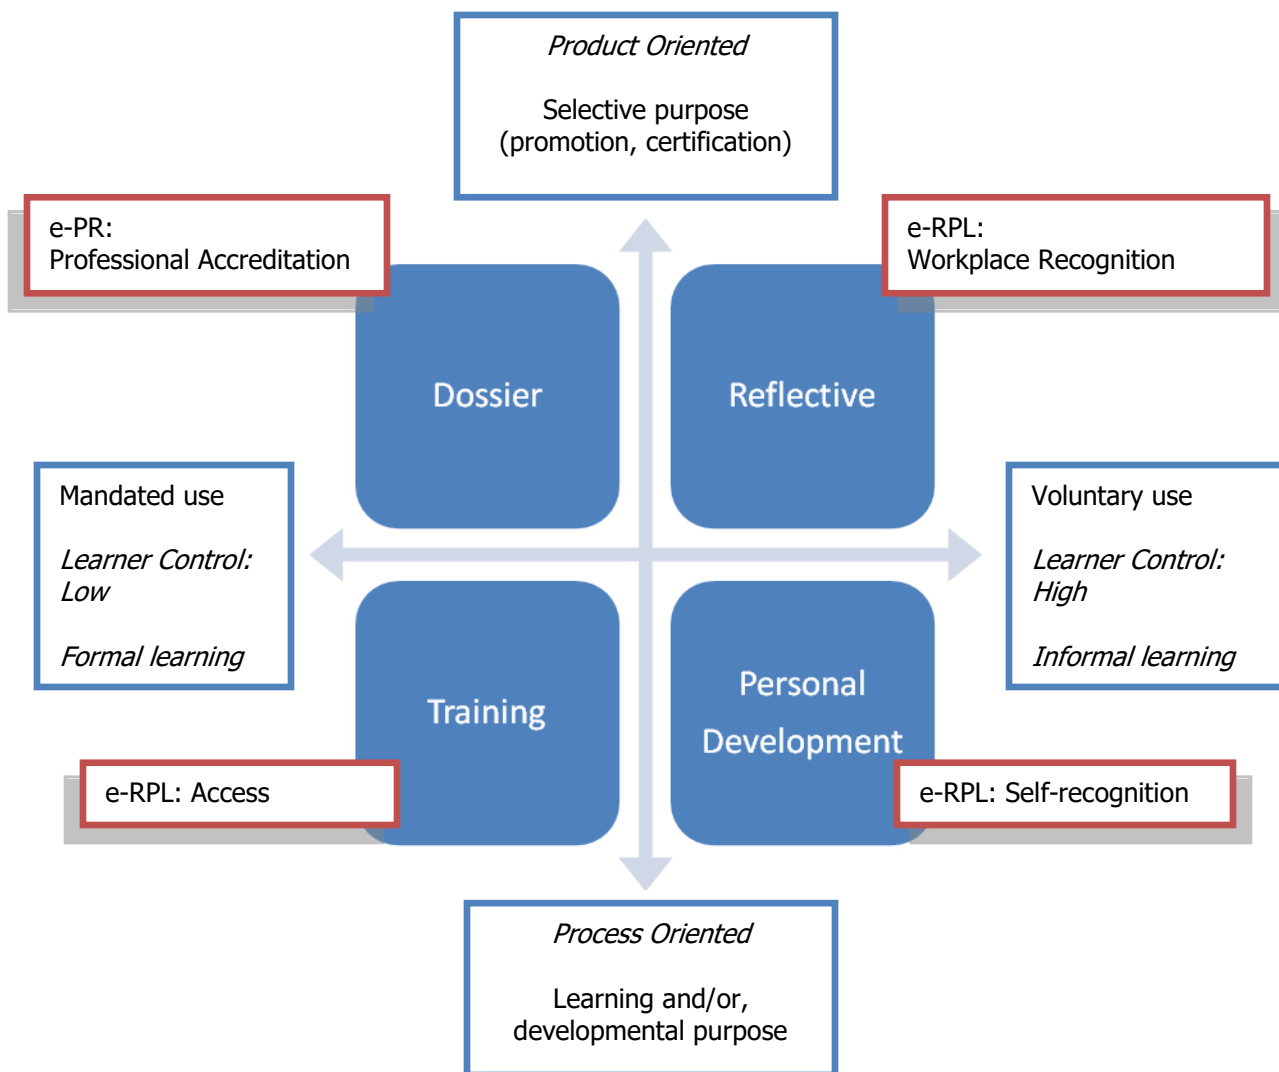 Product Oriented
Selective purpose
(promotion, certification)
e-PR:
Professional Accreditation
e-RPL:
Workplace Recognition
Dossier
Reflective
Mandated use
Learner Control:
Low
Formal learning
Voluntary use
Learner Control:
High
Informal learning
Training
Personal
Development
e-RPL: Access
e-RPL: Self-recognition
Process Oriented
Learning and/or,
developmental purpose